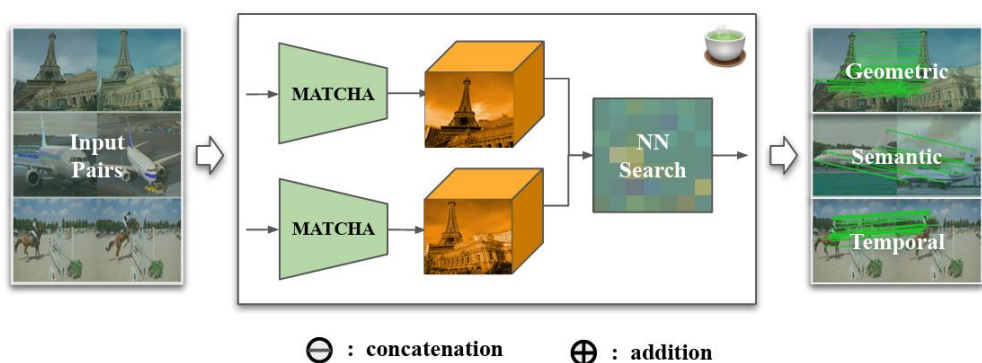 Input
Pairs
MATCHA
MATCHA
NN
Search
Geometric
Semantic
Temporal
⊖ : concatenation
⊕ : addition